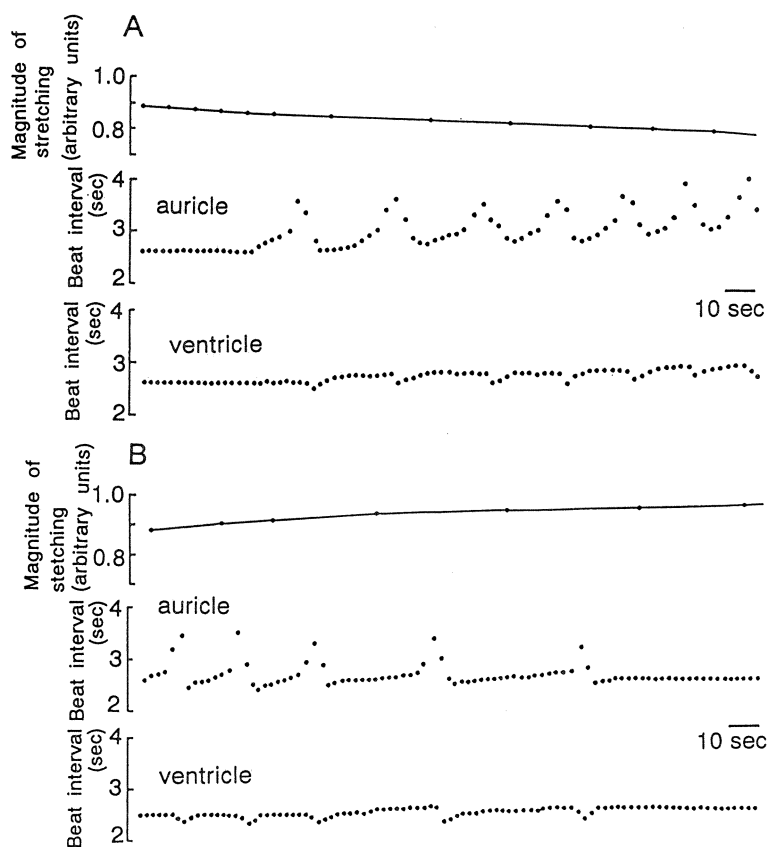 A
Magnitude of
stretching
(arbitrary units)
1.0
0.8
Beat interval
(sec)
4
3
2
auricle
10 sec
Beat interval
(sec)
4
3
2
ventricle
B
Magnitude of
stetching
(arbitrary units)
1.0
0.8
Beat interval
(sec)
4
3
2
auricle
10 sec
Beat interval
(sec)
4
3
2
ventricle